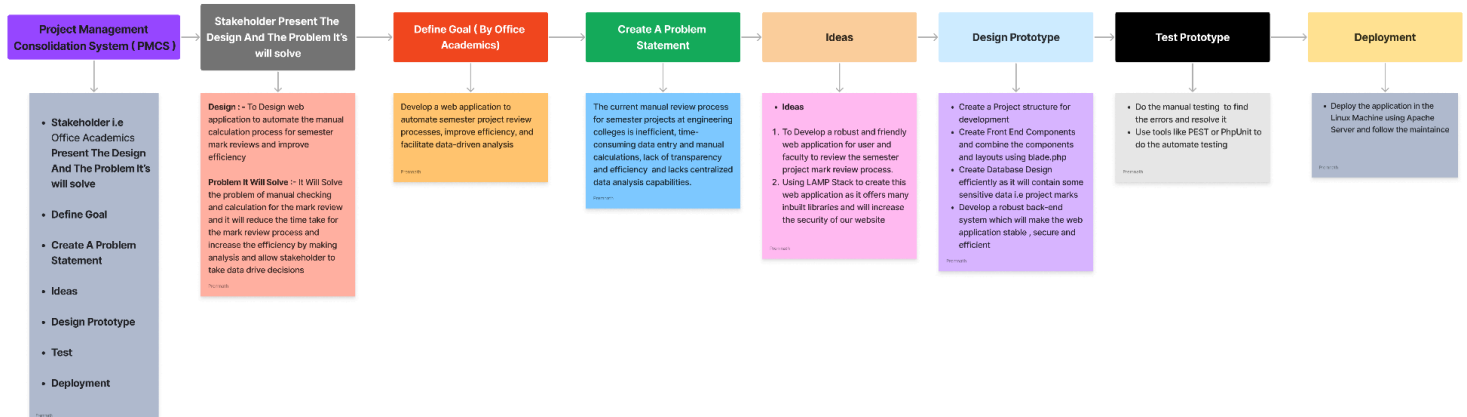 Project Management
Consolidation System ( PMCS )
Stakeholder Present The
Design And The Problem It's
will solve
Define Goal ( By Office
Academics)
Create A Problem
Statement
Ideas
Design Prototype
Test Prototype
Deployment
• Stakeholder i.e
Office Academics
Present The Design
And The Problem It's
will solve
• Define Goal
• Create A Problem
Statement
• Ideas
• Design Prototype
• Test
• Deployment
Design : - To Design web
application to automate the manual
calculation process for semester
mark reviews and improve
efficiency
Problem It Will Solve :- It Will Solve
the problem of manual checking
and calculation for the mark review
and it will reduce the time take for
the mark review process and
increase the efficiency by making
analysis and allow stakeholder to
take data drive decisions
Develop a web application to
automate semester project review
processes, improve efficiency, and
facilitate data-driven analysis
The current manual review process
for semester projects at engineering
colleges is inefficient, time-
consuming data entry and manual
calculations, lack of transparency
and efficiency and lacks centralized
data analysis capabilities.
• Ideas
1. To Develop a robust and friendly
web application for user and
faculty to review the semester
project mark review process.
2. Using LAMP Stack to create this
web application as it offers many
inbuilt libraries and will increase
the security of our website
• Create a Project structure for
development
• Create Front End Components
and combine the components
and layouts using blade.php
• Create Database Design
efficiently as it will contain some
sensitive data i.e project marks
• Develop a robust back-end
system which will make the web
application stable , secure and
efficient
• Do the manual testing to find
the errors and resolve it
• Use tools like PEST or PhpUnit to
do the automate testing
• Deploy the application in the
Linux Machine using Apache
Server and follow the maintaince